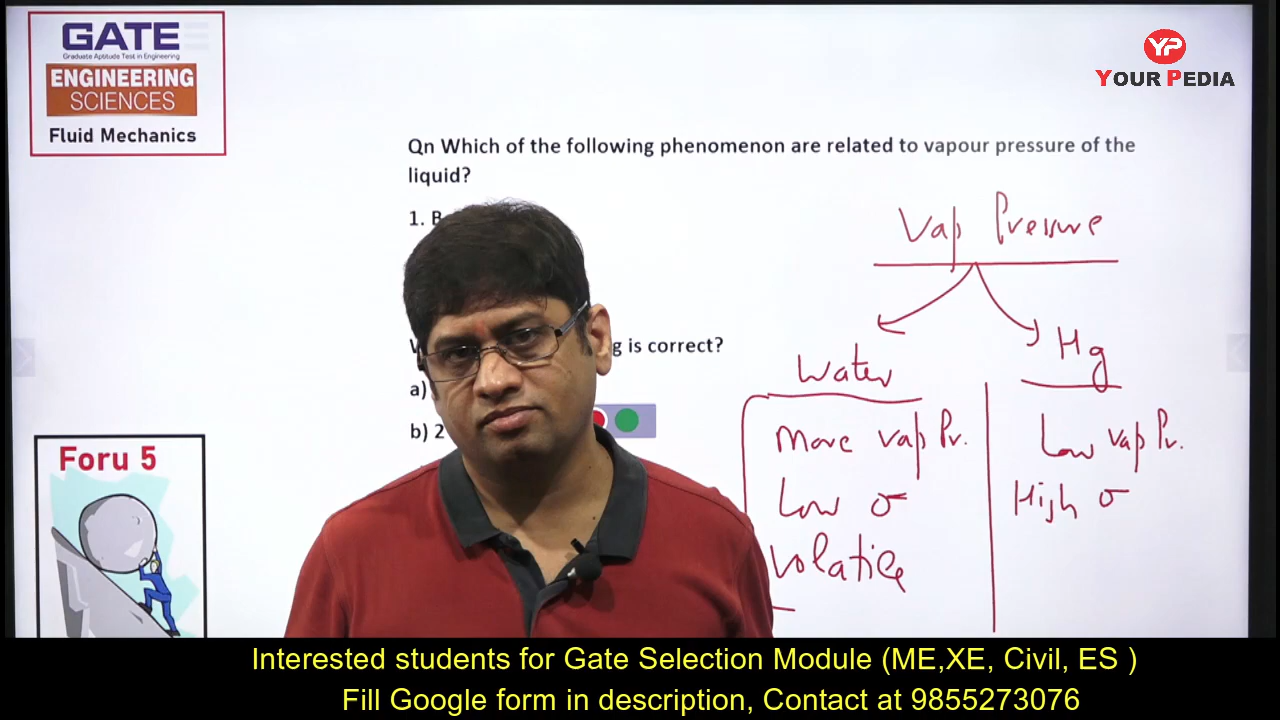 GATE
Graduate Aptitude Test in Engineering
ENGINEERING
SCIENCES
Fluid Mechanics
YP
YOUR PEDIA
Qn Which of the following phenomenon are related to vapour pressure of the
liquid?
1. B
Vap Pressure
g is correct?
Water
Hg
a)
b) 2
More vap Pr.
Low σ
Volatile
Low vap Pr.
High σ
Foru 5
Interested students for Gate Selection Module (ME,XE, Civil, ES )
Fill Google form in description, Contact at 9855273076